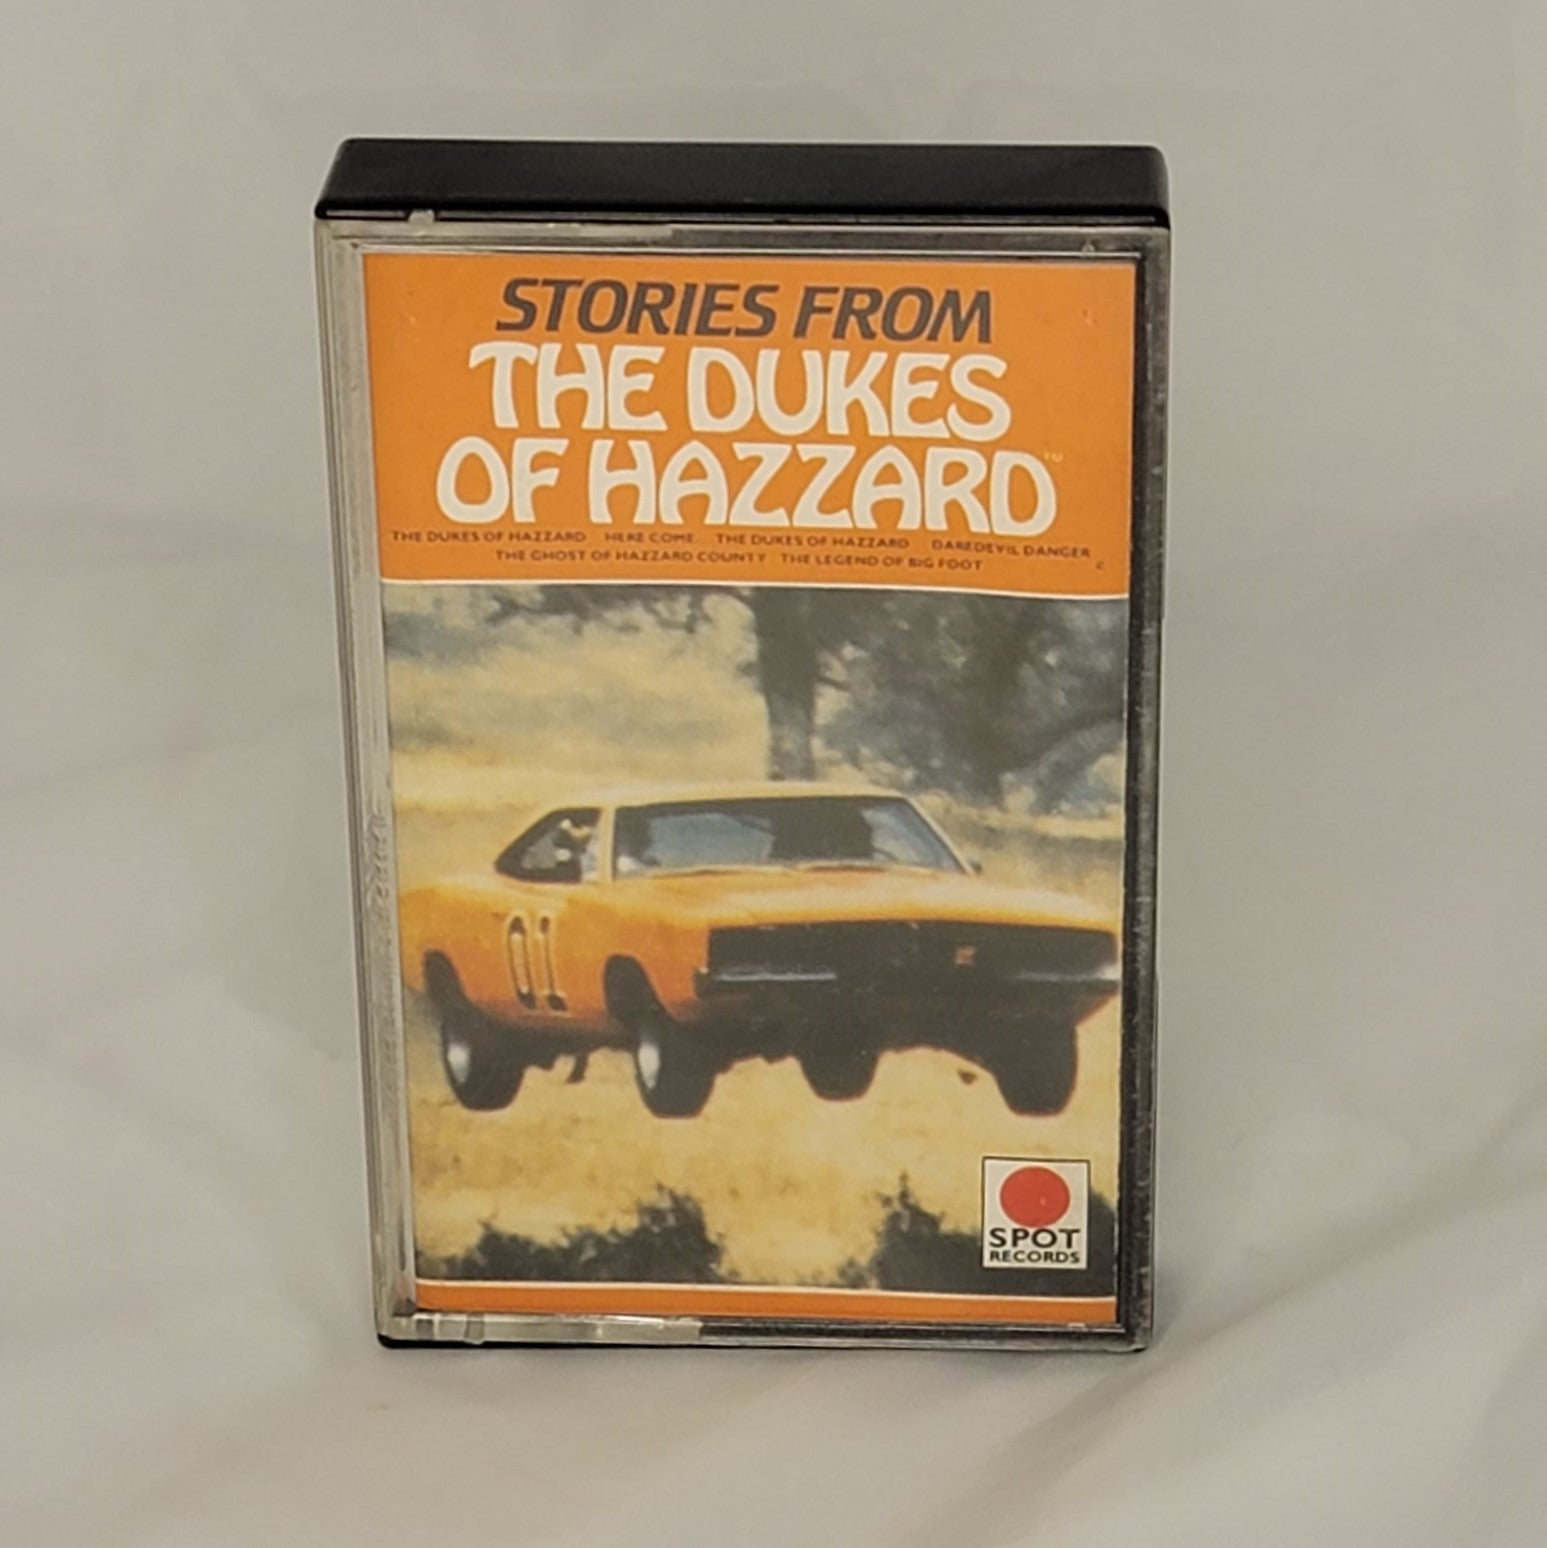 STORIES FROM
THE DUKES
OF HAZZARD™
THE DUKES OF HAZZARD HERE COME THE DUKES OF HAZZARD DAREDEVIL DANGER
THE GHOST OF HAZZARD COUNTY THE LEGEND OF BIG FOOT C
01
SPOT
RECORDS